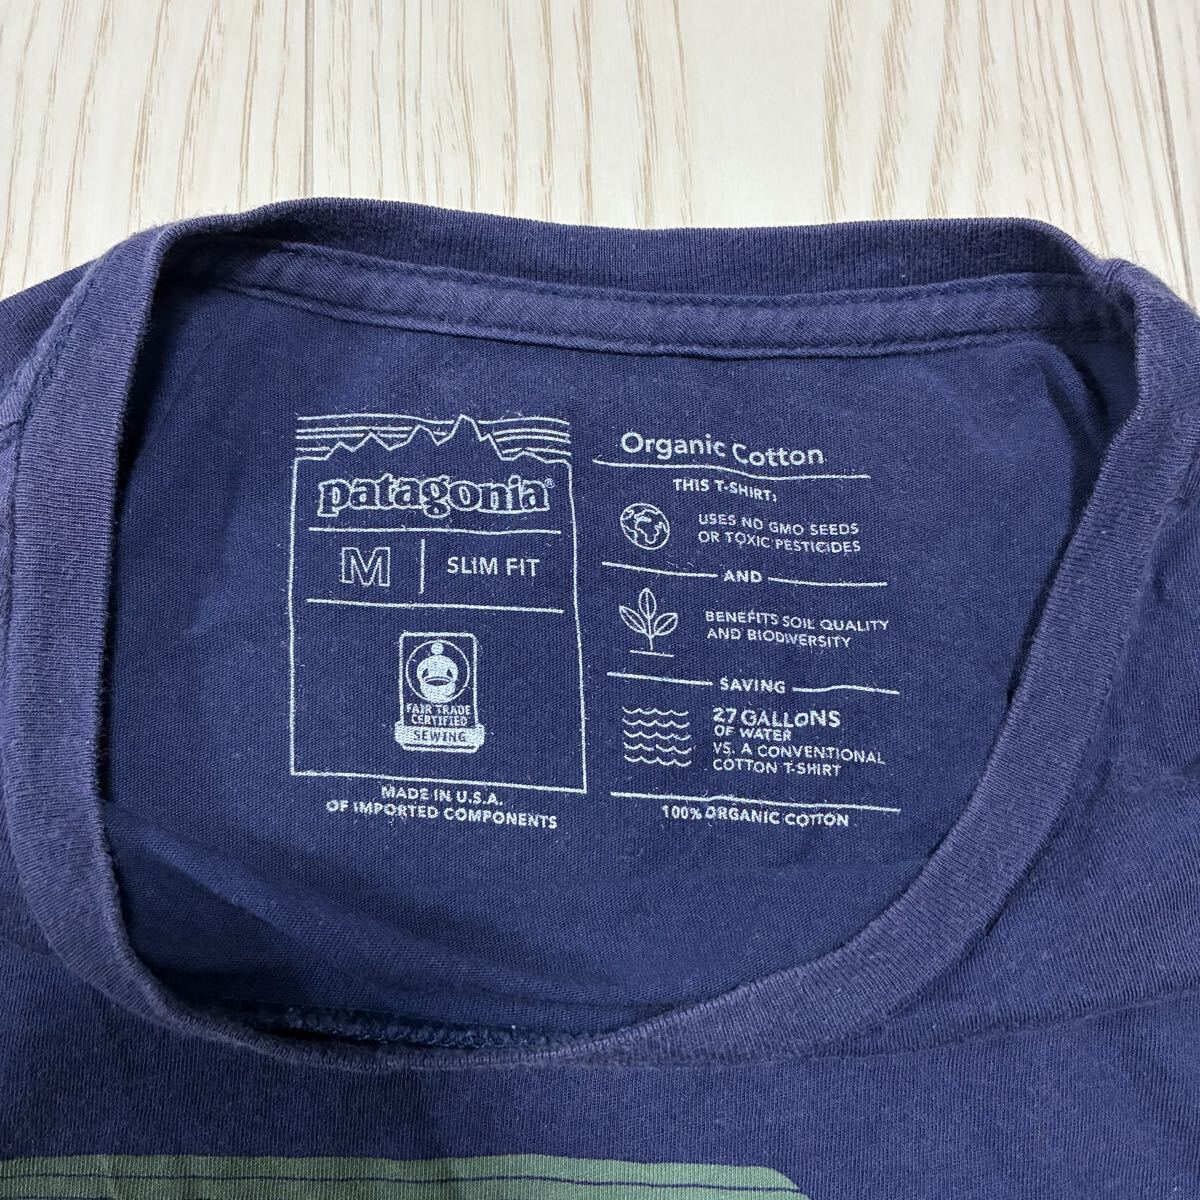 patagonia®
M SLIM FIT
FAIR TRADE
CERTIFIED
SEWING
MADE IN U.S.A.
OF IMPORTED COMPONENTS
Organic Cotton
THIS T-SHIRT:
USES NO GMO SEEDS
OR TOXIC PESTICIDES
AND
BENEFITS SOIL QUALITY
AND BIODIVERSITY
SAVING
27 GALLONS
OF WATER
VS. A CONVENTIONAL
COTTON T-SHIRT
100% ORGANIC COTTON